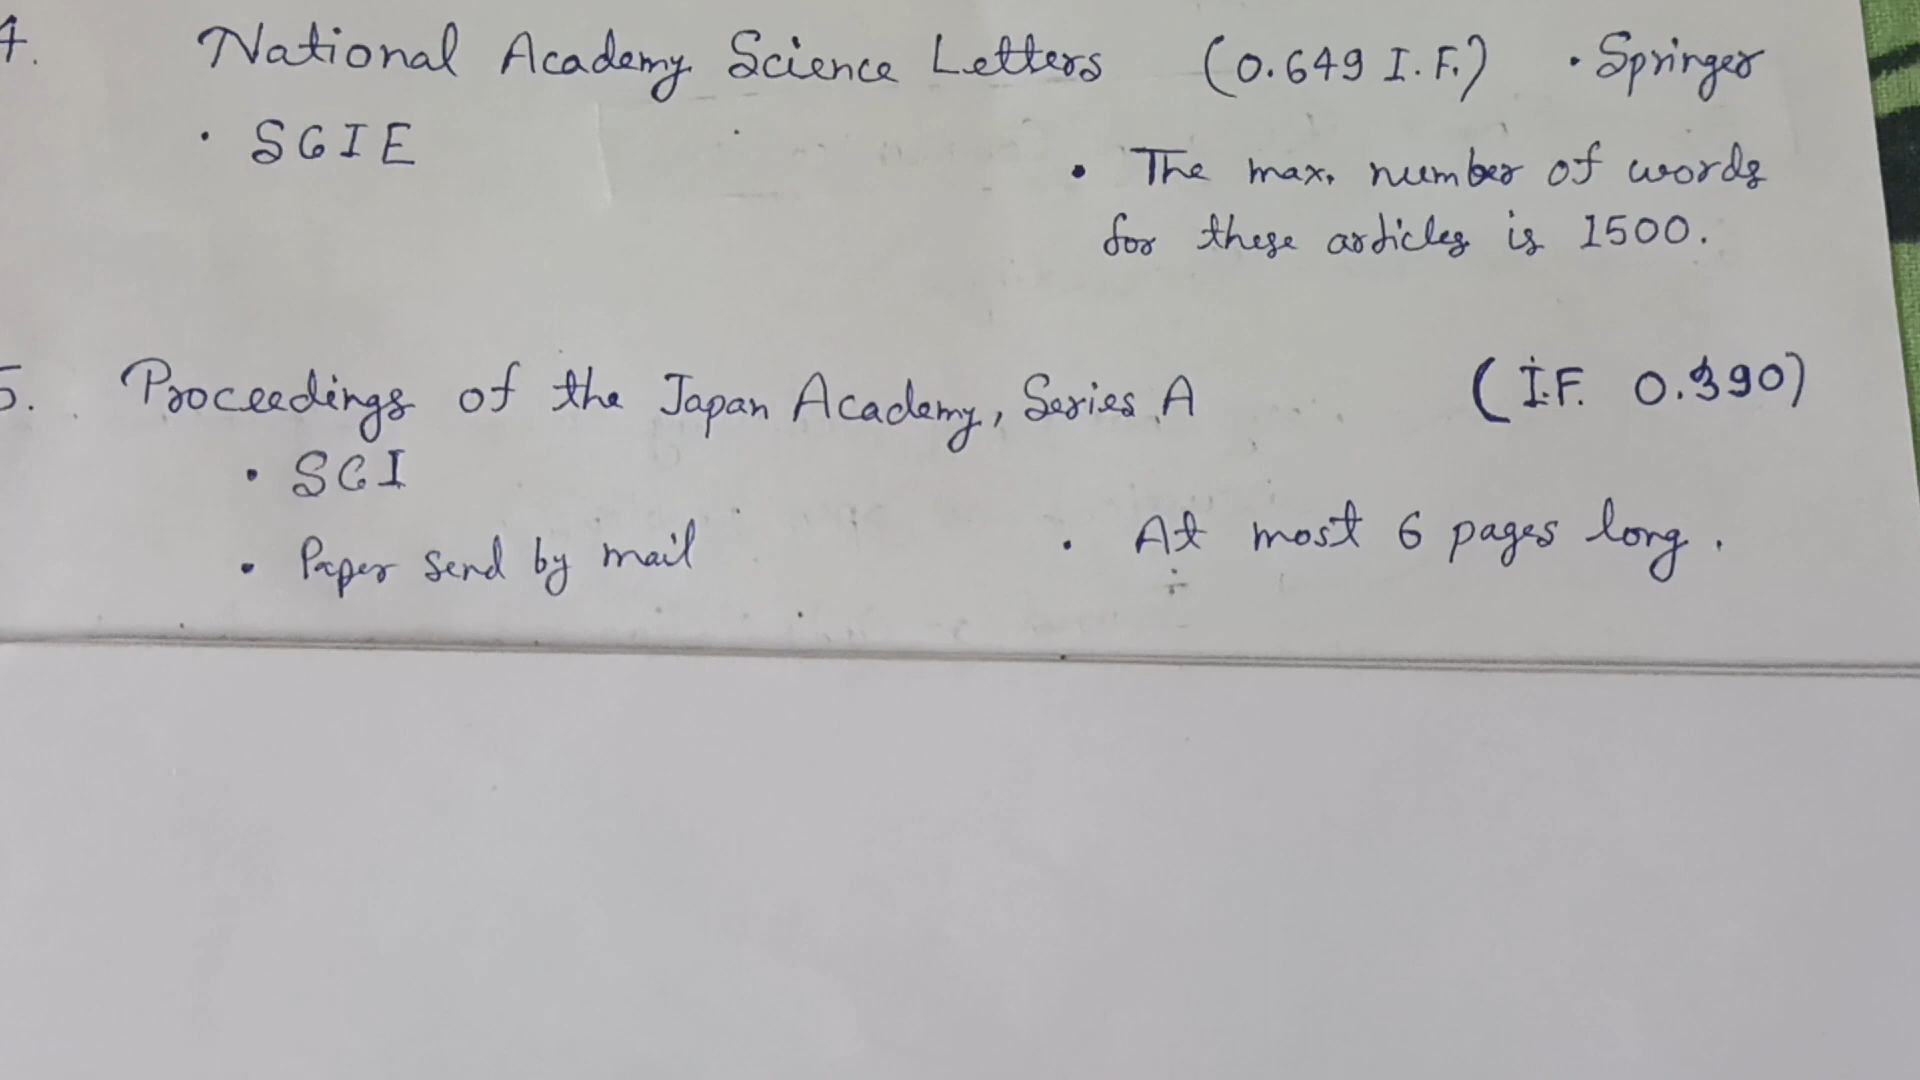 4. National Academy Science Letters (0.649 I.F.) • Springer
• SCIE
• The max. number of words
for these articles is 1500.
5. Proceedings of the Japan Academy, Series A (I.F. 0.390)
• SCI
• Paper send by mail
• At most 6 pages long.